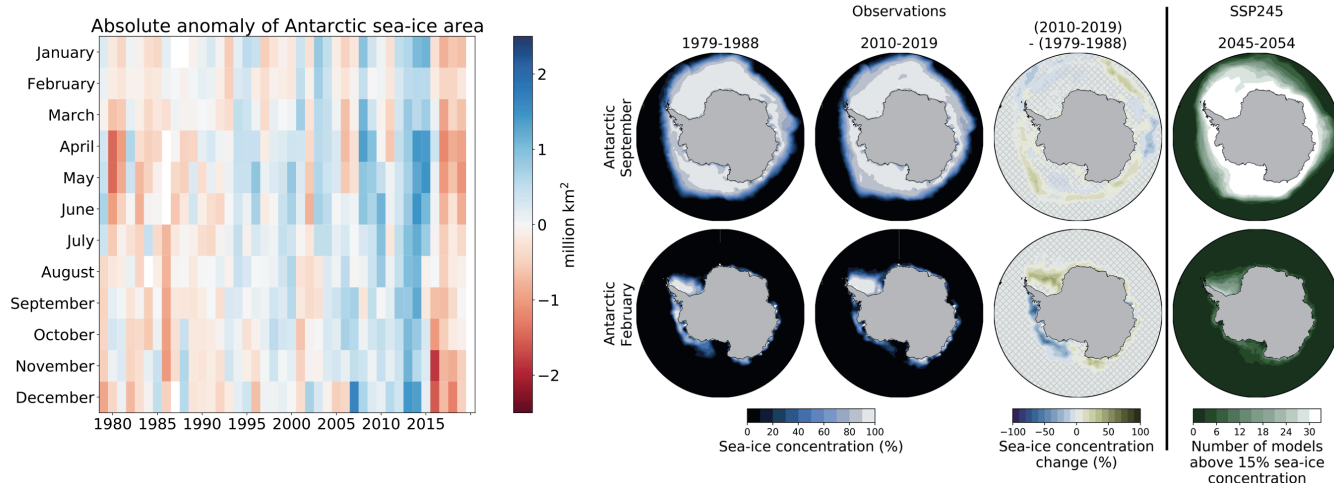 Absolute anomaly of Antarctic sea-ice area
January
February
March
April
May
June
July
August
September
October
November
December
1980 1985 1990 1995 2000 2005 2010 2015
2
1
0
−1
−2
million km²
Observations
SSP245
1979-1988
2010-2019
(2010-2019)
- (1979-1988)
2045-2054
Antarctic
September
Antarctic
February
0 20 40 60 80 100
Sea-ice concentration (%)
−100 −50 0 50 100
Sea-ice concentration
change (%)
0 6 12 18 24 30
Number of models
above 15% sea-ice
concentration